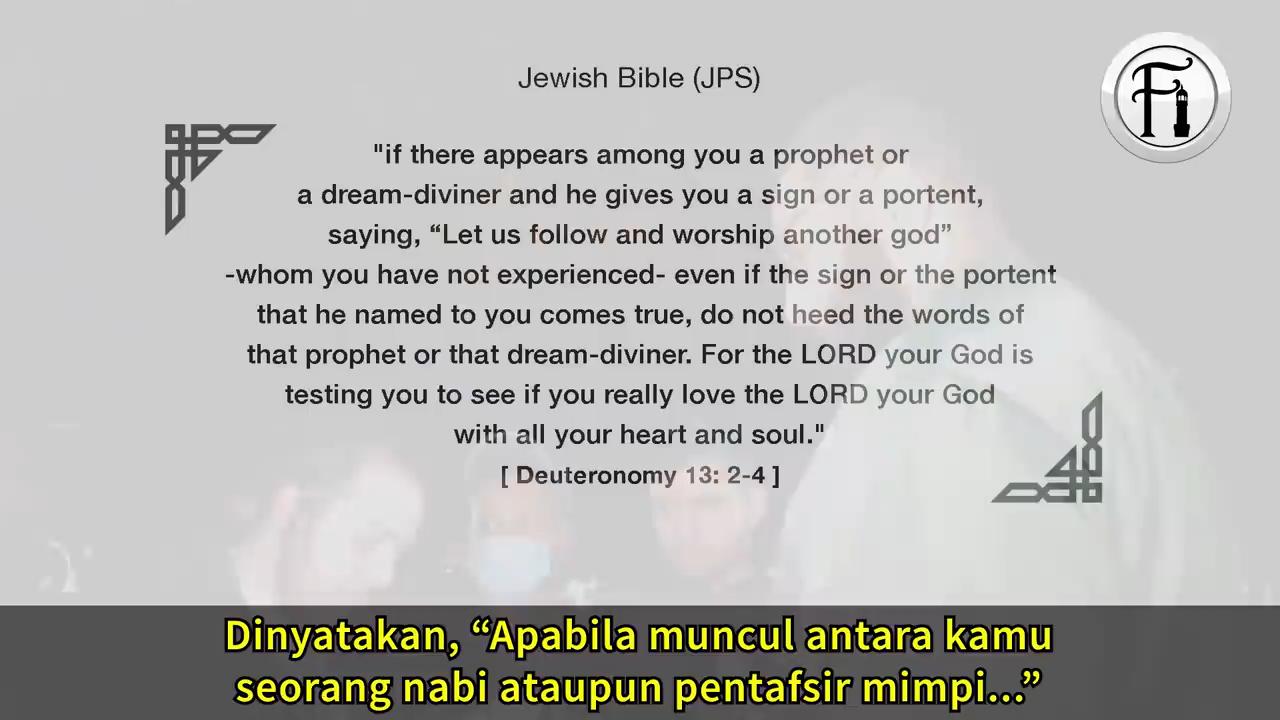 Jewish Bible (JPS)
Fi
"if there appears among you a prophet or
a dream-diviner and he gives you a sign or a portent,
saying, “Let us follow and worship another god”
-whom you have not experienced- even if the sign or the portent
that he named to you comes true, do not heed the words of
that prophet or that dream-diviner. For the LORD your God is
testing you to see if you really love the LORD your God
with all your heart and soul."
[ Deuteronomy 13: 2-4 ]
Dinyatakan, “Apabila muncul antara kamu
seorang nabi ataupun pentafsir mimpi...”